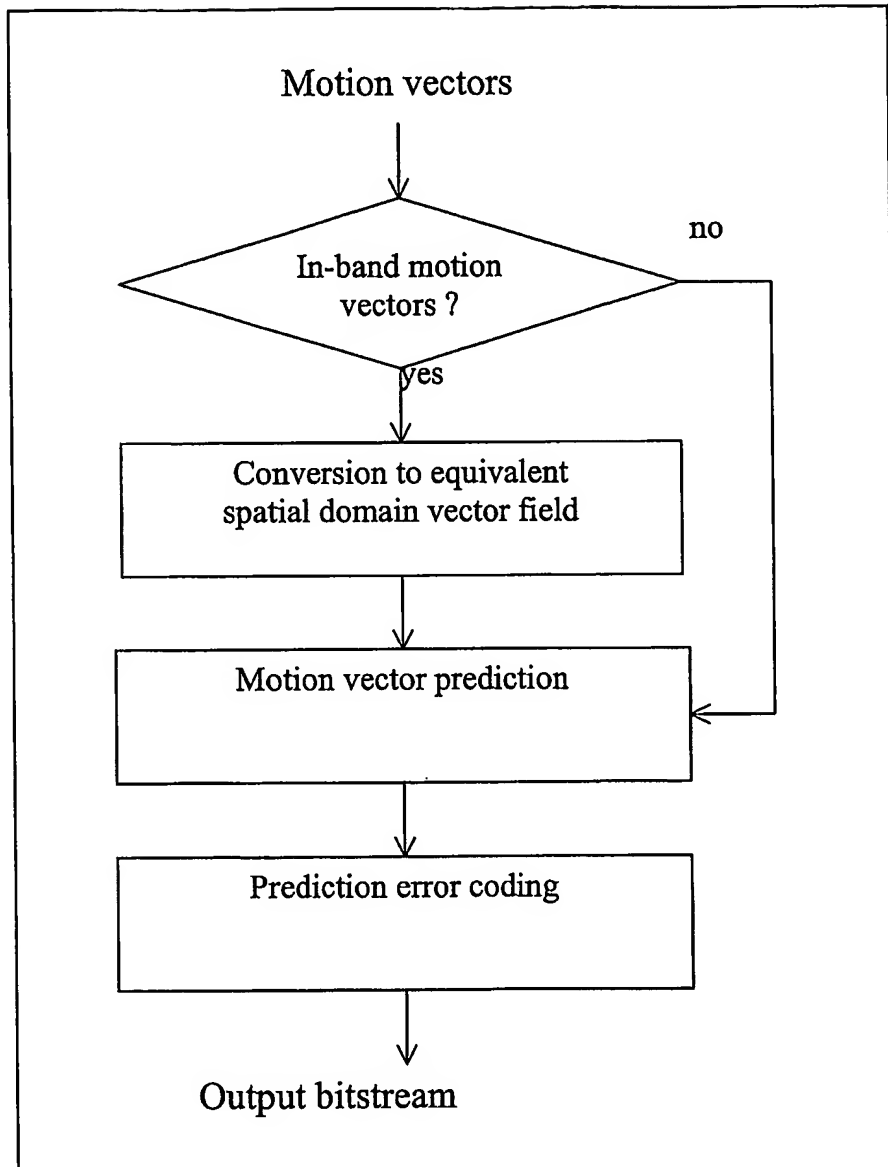 Motion vectors
no
In-band motion
vectors ?
yes
Conversion to equivalent
spatial domain vector field
Motion vector prediction
Prediction error coding
Output bitstream